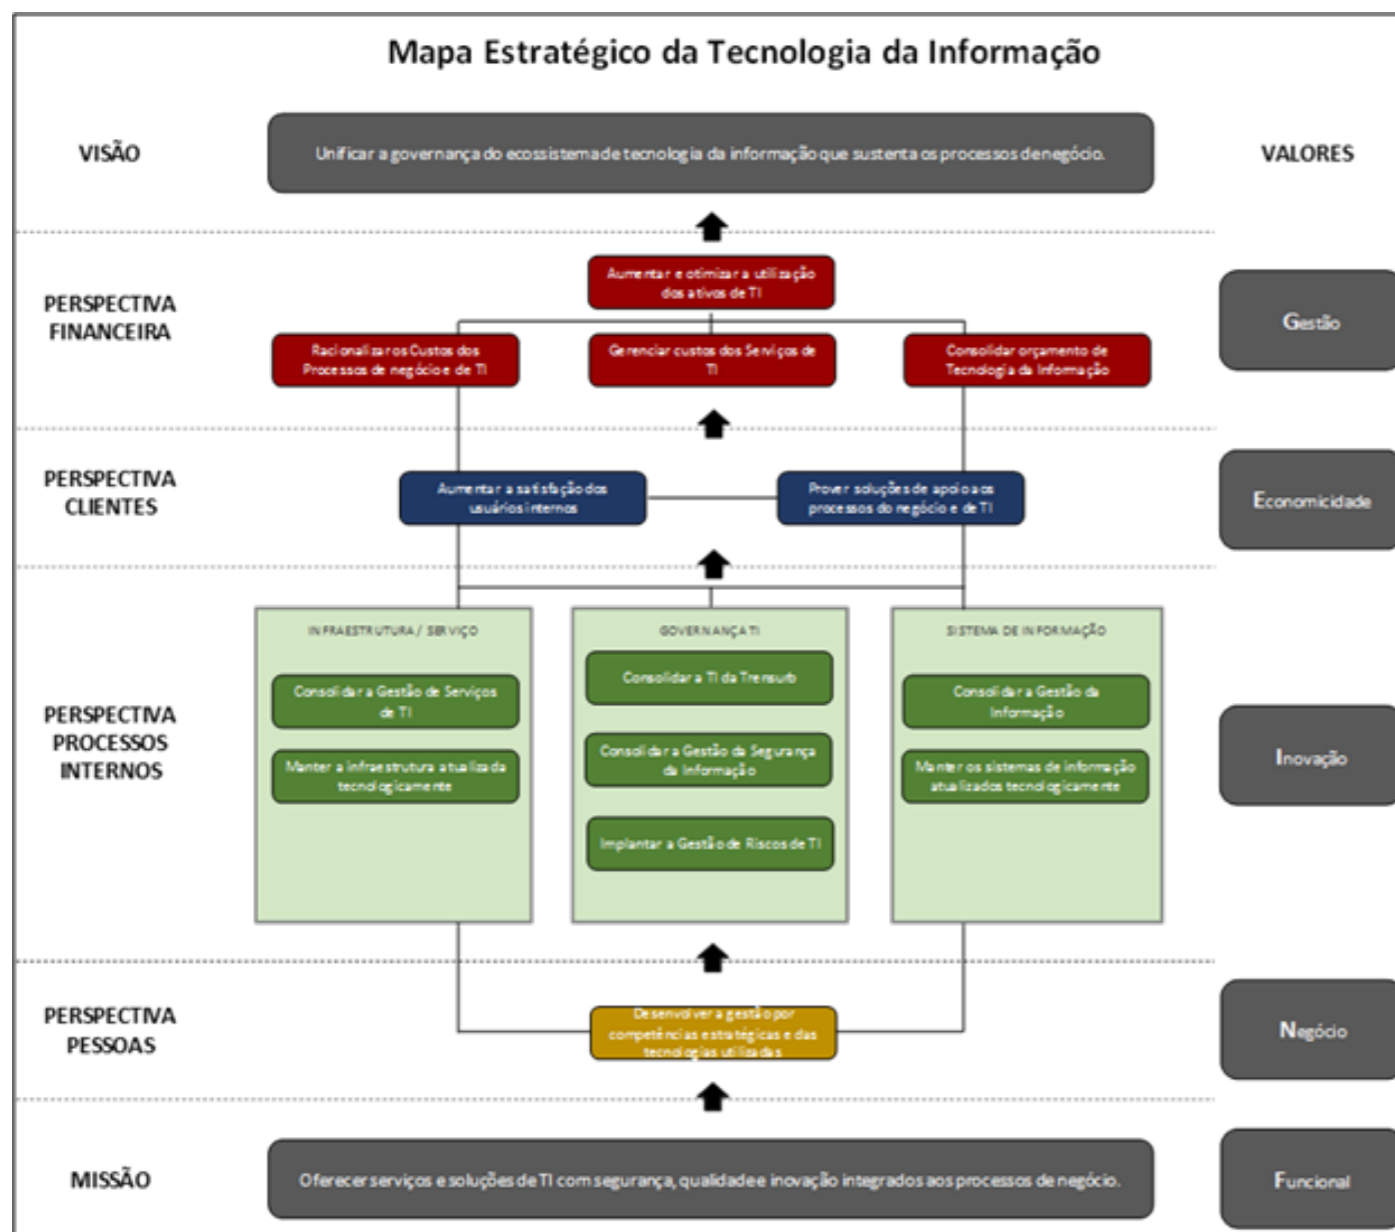 Mapa Estratégico da Tecnologia da Informação
VISÃO
Unificar a governança do ecossistema de tecnologia da informação que sustenta os processos de negócio.
VALORES
PERSPECTIVA
FINANCEIRA
Aumentar e otimizar a utilização
dos ativos de TI
Racionalizar os Custos dos
Processos de negócio e de TI
Gerenciar custos dos Serviços de
TI
Consolidar orçamento de
Tecnologia da Informação
Gestão
PERSPECTIVA
CLIENTES
Aumentar a satisfação dos
usuários internos
Prover soluções de apoio aos
processos do negócio e de TI
Economicidade
PERSPECTIVA
PROCESSOS
INTERNOS
INFRAESTRUTURA / SERVIÇO
Consolidar a Gestão de Serviços
de TI
Manter a infraestrutura atualizada
tecnologicamente
GOVERNANÇA TI
Consolidar a TI da Trensurb
Consolidar a Gestão da Segurança
da Informação
Implantar a Gestão de Riscos de TI
SISTEMA DE INFORMAÇÃO
Consolidar a Gestão da
Informação
Manter os sistemas de informação
atualizados tecnologicamente
Inovação
PERSPECTIVA
PESSOAS
Desenvolver a gestão por
competências estratégicas e das
tecnologias utilizadas
Negócio
MISSÃO
Oferecer serviços e soluções de TI com segurança, qualidade e inovação integrados aos processos de negócio.
Funcional